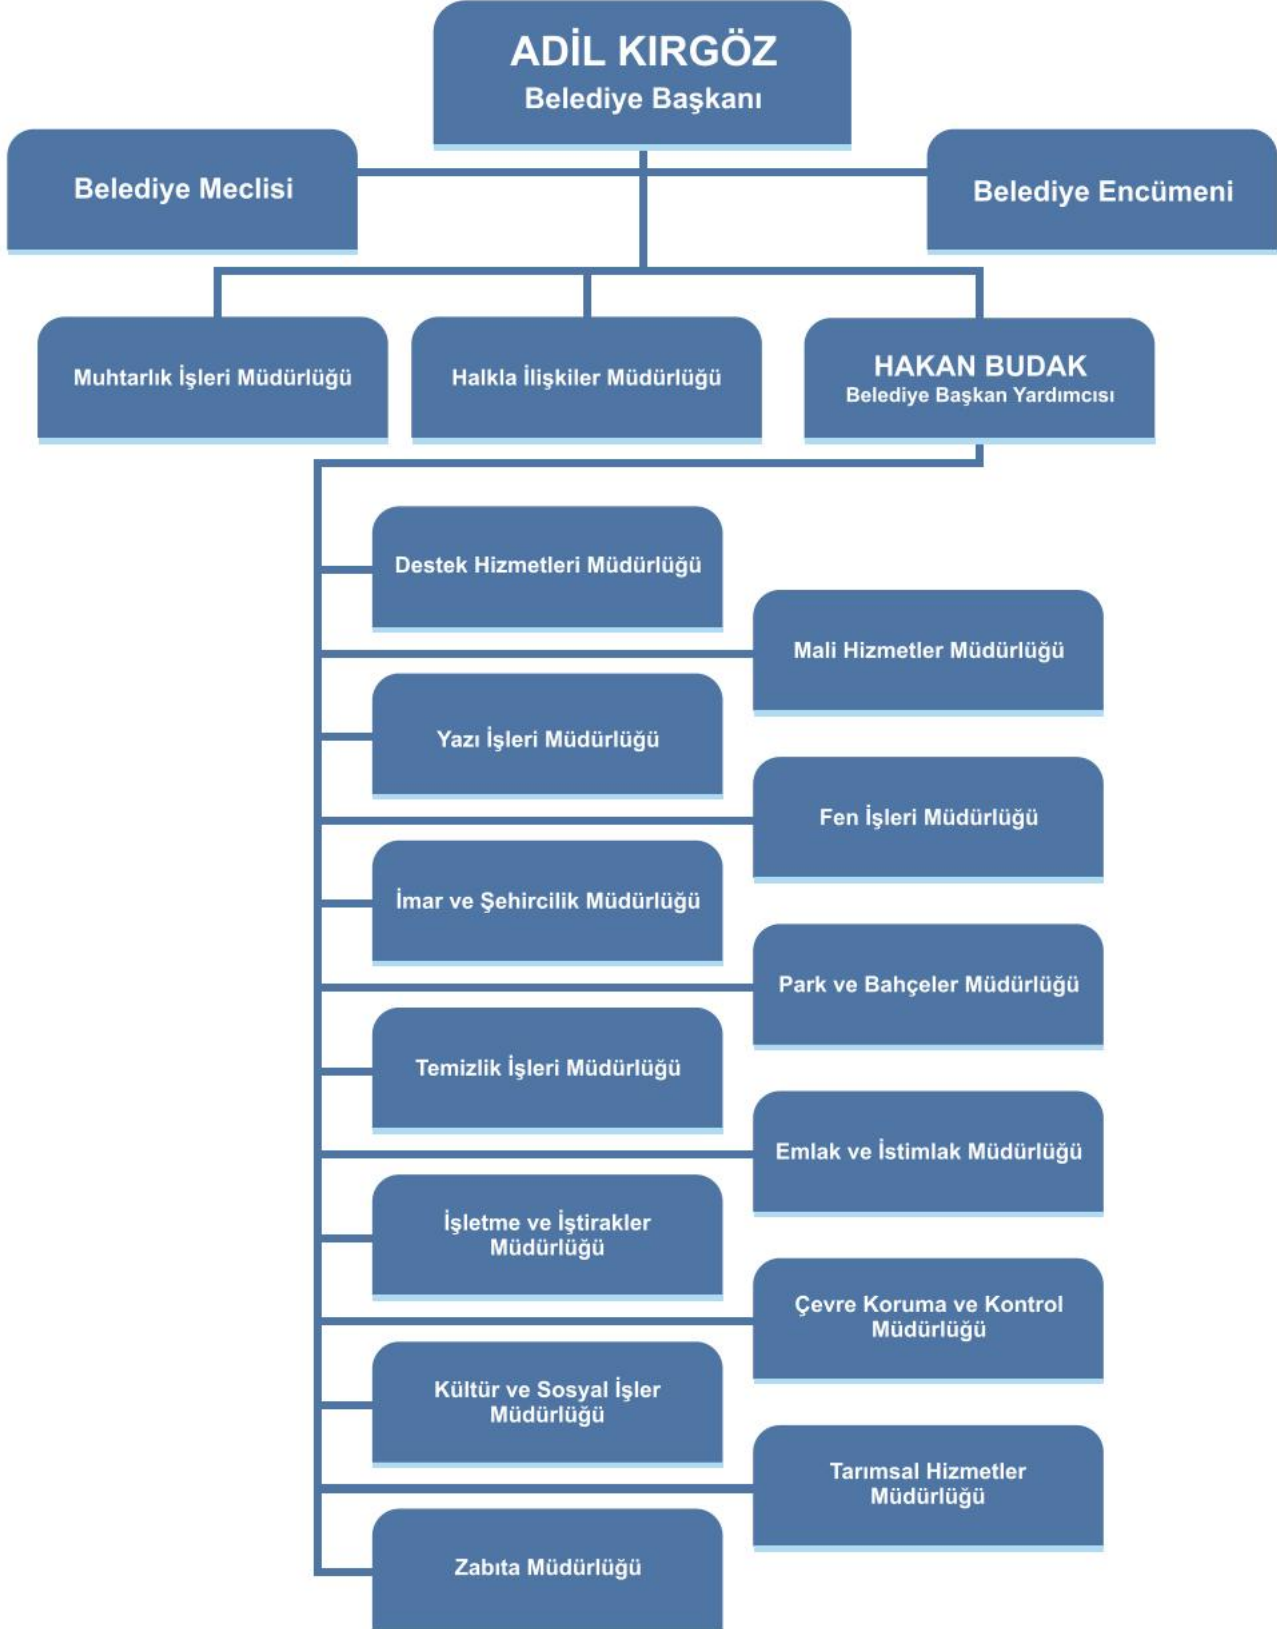 ADİL KIRGÖZ
Belediye Başkanı
Belediye Meclisi
Belediye Encümeni
Muhtarlık İşleri Müdürlüğü
Halkla İlişkiler Müdürlüğü
HAKAN BUDAK
Belediye Başkan Yardımcısı
Destek Hizmetleri Müdürlüğü
Mali Hizmetler Müdürlüğü
Yazı İşleri Müdürlüğü
Fen İşleri Müdürlüğü
İmar ve Şehircilik Müdürlüğü
Park ve Bahçeler Müdürlüğü
Temizlik İşleri Müdürlüğü
Emlak ve İstimlak Müdürlüğü
İşletme ve İştirakler
Müdürlüğü
Çevre Koruma ve Kontrol
Müdürlüğü
Kültür ve Sosyal İşler
Müdürlüğü
Tarımsal Hizmetler
Müdürlüğü
Zabıta Müdürlüğü